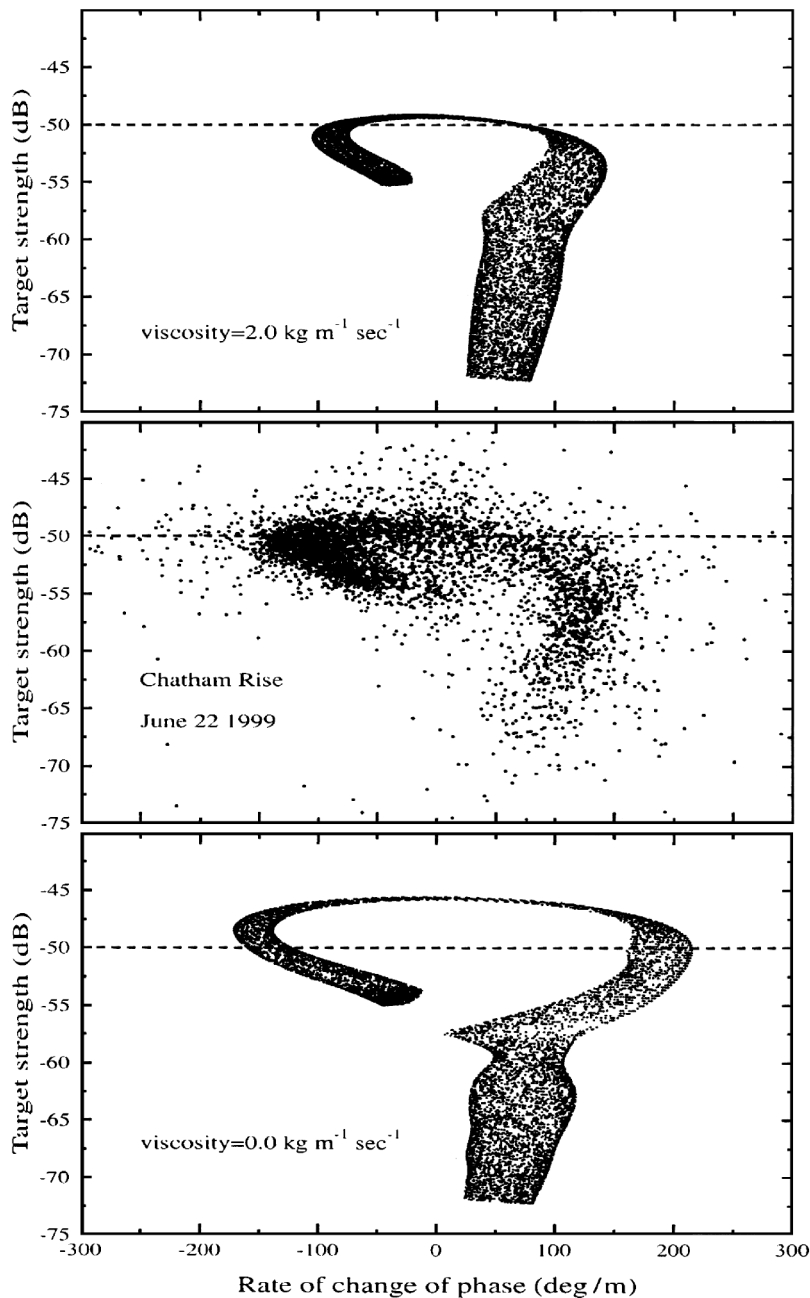 -45
-50
-55
-60
-65
-70
-75
Target strength (dB)
viscosity=2.0 kg m⁻¹ sec⁻¹
-45
-50
-55
-60
-65
-70
-75
Target strength (dB)
Chatham Rise
June 22 1999
-45
-50
-55
-60
-65
-70
-75
Target strength (dB)
viscosity=0.0 kg m⁻¹ sec⁻¹
-300 -200 -100 0 100 200 300
Rate of change of phase (deg/m)